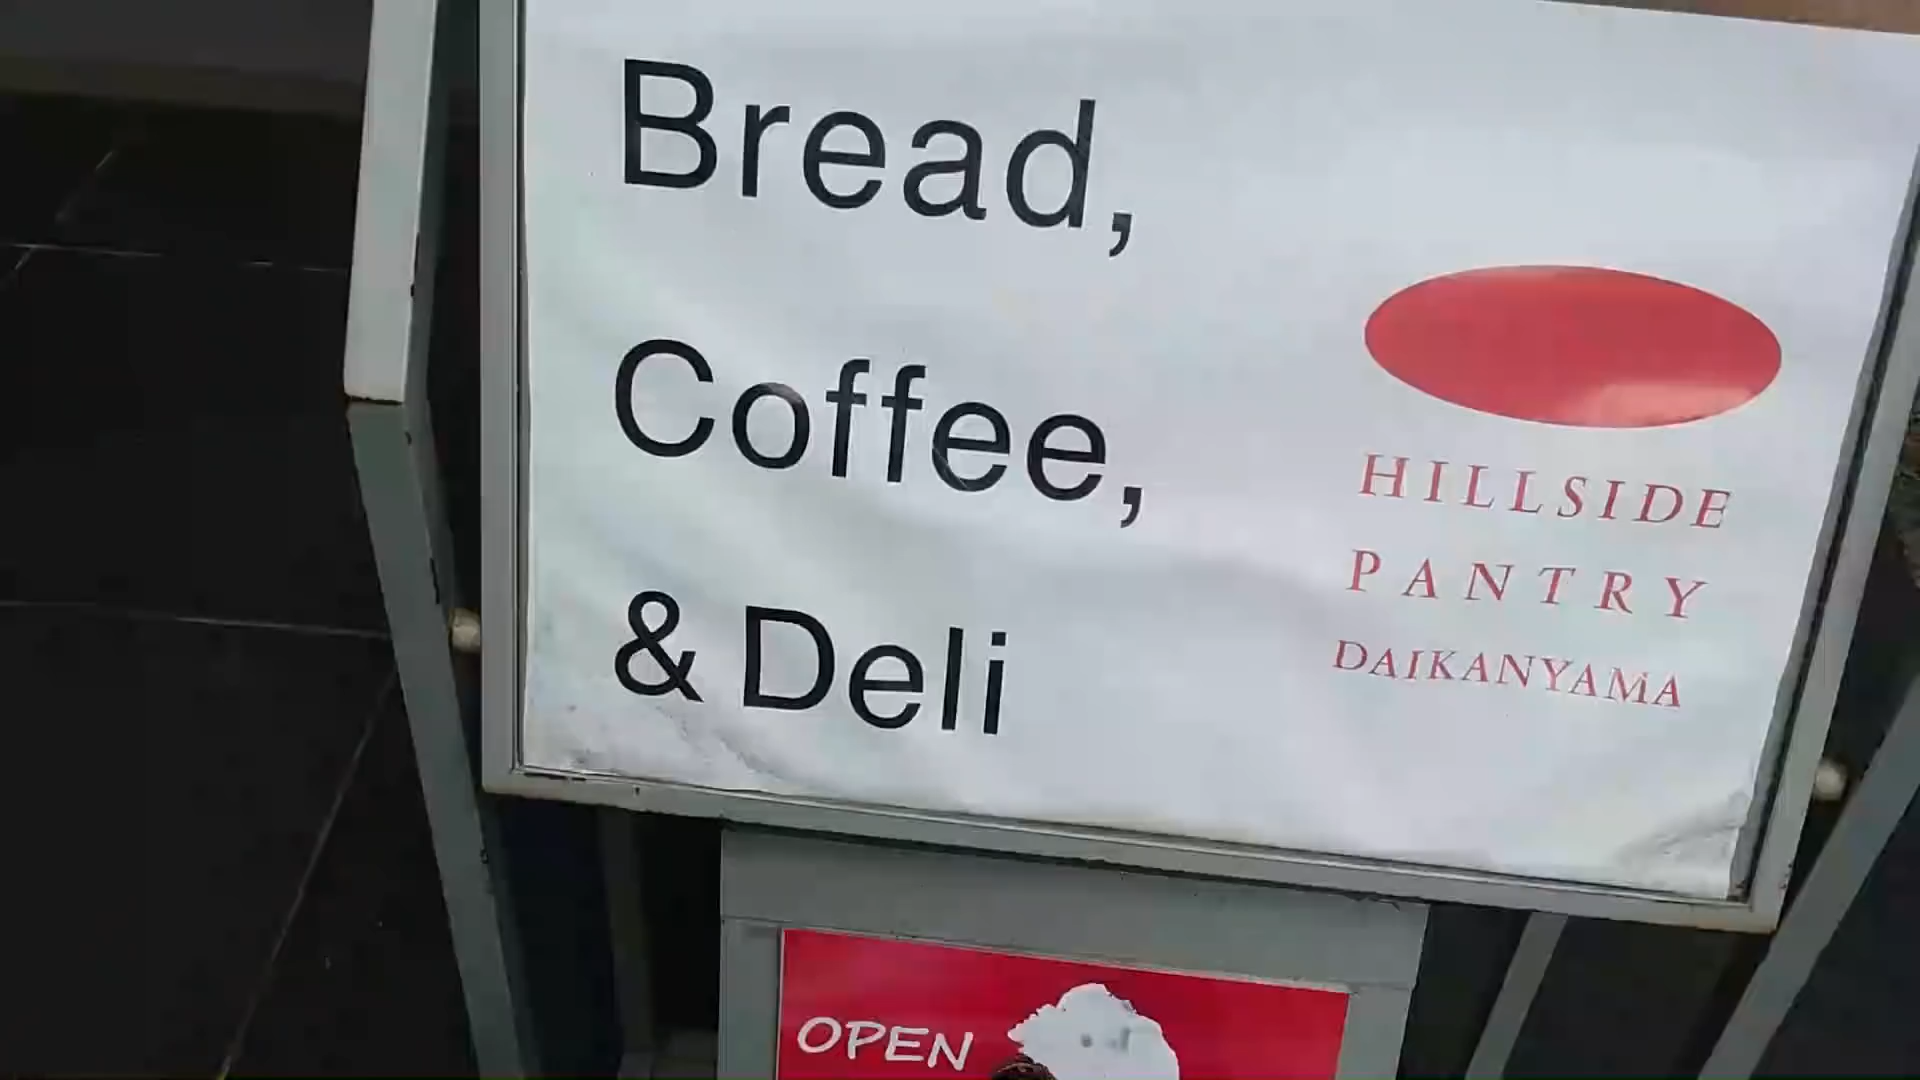 Bread,
Coffee,
& Deli
HILLSIDE
PANTRY
DAIKANYAMA
OPEN